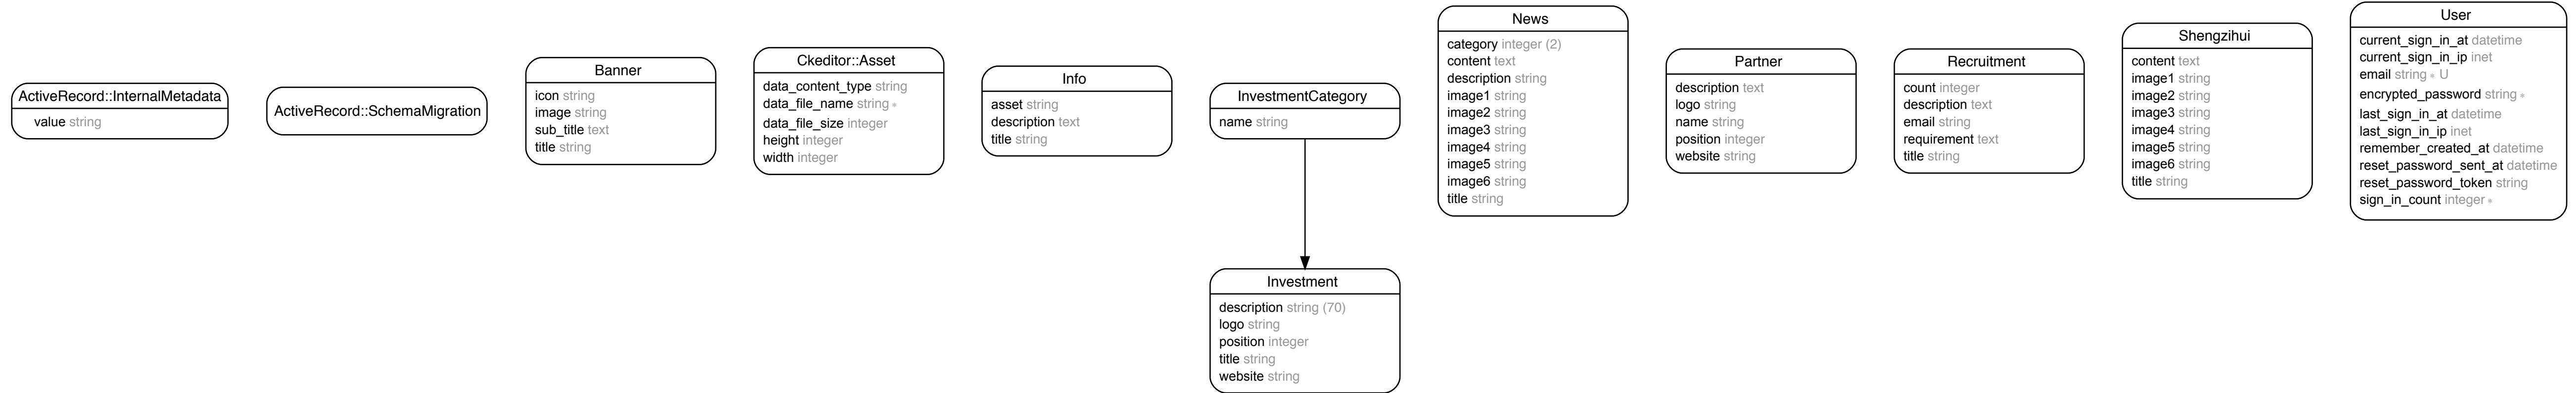 ActiveRecord::InternalMetadata
value string
ActiveRecord::SchemaMigration
Banner
icon string
image string
sub_title text
title string
Ckeditor::Asset
data_content_type string
data_file_name string *
data_file_size integer
height integer
width integer
Info
asset string
description text
title string
InvestmentCategory
name string
Investment
description string (70)
logo string
position integer
title string
website string
News
category integer (2)
content text
description string
image1 string
image2 string
image3 string
image4 string
image5 string
image6 string
title string
Partner
description text
logo string
name string
position integer
website string
Recruitment
count integer
description text
email string
requirement text
title string
Shengzihui
content text
image1 string
image2 string
image3 string
image4 string
image5 string
image6 string
title string
User
current_sign_in_at datetime
current_sign_in_ip inet
email string * U
encrypted_password string *
last_sign_in_at datetime
last_sign_in_ip inet
remember_created_at datetime
reset_password_sent_at datetime
reset_password_token string
sign_in_count integer *